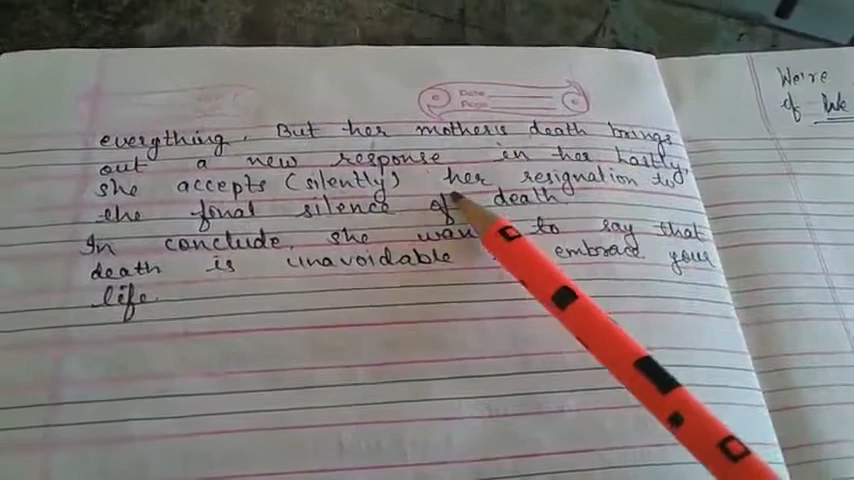 Date
Page
We're
of We
everything. But her mother's death brings
out a new response in her lastly,
she accepts (silently) her resignation to
the final silence of death
In conclude, she wan to say that
death is unavoidable embrace your
life.